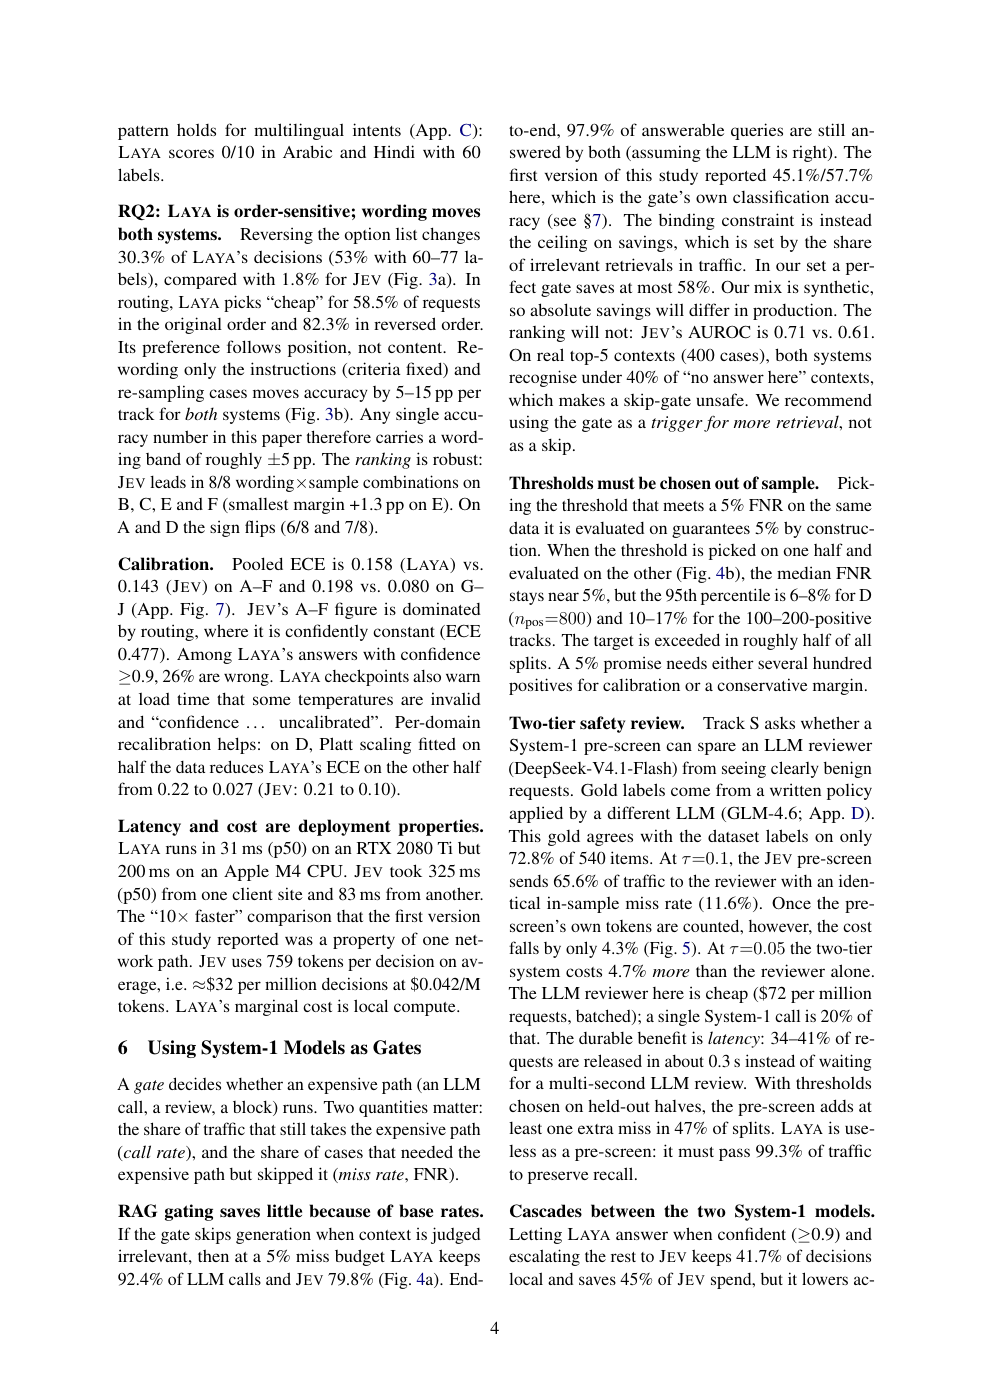 pattern holds for multilingual intents (App. C):
LAYA scores 0/10 in Arabic and Hindi with 60
labels.
RQ2: LAYA is order-sensitive; wording moves
both systems. Reversing the option list changes
30.3% of LAYA's decisions (53% with 60–77 la-
bels), compared with 1.8% for JEV (Fig. 3a). In
routing, LAYA picks “cheap” for 58.5% of requests
in the original order and 82.3% in reversed order.
Its preference follows position, not content. Re-
wording only the instructions (criteria fixed) and
re-sampling cases moves accuracy by 5–15 pp per
track for both systems (Fig. 3b). Any single accu-
racy number in this paper therefore carries a word-
ing band of roughly ±5 pp. The ranking is robust:
JEV leads in 8/8 wording×sample combinations on
B, C, E and F (smallest margin +1.3 pp on E). On
A and D the sign flips (6/8 and 7/8).
Calibration. Pooled ECE is 0.158 (LAYA) vs.
0.143 (JEV) on A–F and 0.198 vs. 0.080 on G–
J (App. Fig. 7). JEV's A–F figure is dominated
by routing, where it is confidently constant (ECE
0.477). Among LAYA's answers with confidence
≥0.9, 26% are wrong. LAYA checkpoints also warn
at load time that some temperatures are invalid
and “confidence ... uncalibrated”. Per-domain
recalibration helps: on D, Platt scaling fitted on
half the data reduces LAYA's ECE on the other half
from 0.22 to 0.027 (JEV: 0.21 to 0.10).
Latency and cost are deployment properties.
LAYA runs in 31 ms (p50) on an RTX 2080 Ti but
200 ms on an Apple M4 CPU. JEV took 325 ms
(p50) from one client site and 83 ms from another.
The “10× faster” comparison that the first version
of this study reported was a property of one net-
work path. JEV uses 759 tokens per decision on av-
erage, i.e. ≈$32 per million decisions at $0.042/M
tokens. LAYA's marginal cost is local compute.
6 Using System-1 Models as Gates
A gate decides whether an expensive path (an LLM
call, a review, a block) runs. Two quantities matter:
the share of traffic that still takes the expensive path
(call rate), and the share of cases that needed the
expensive path but skipped it (miss rate, FNR).
RAG gating saves little because of base rates.
If the gate skips generation when context is judged
irrelevant, then at a 5% miss budget LAYA keeps
92.4% of LLM calls and JEV 79.8% (Fig. 4a). End-
to-end, 97.9% of answerable queries are still an-
swered by both (assuming the LLM is right). The
first version of this study reported 45.1%/57.7%
here, which is the gate's own classification accu-
racy (see §7). The binding constraint is instead
the ceiling on savings, which is set by the share
of irrelevant retrievals in traffic. In our set a per-
fect gate saves at most 58%. Our mix is synthetic,
so absolute savings will differ in production. The
ranking will not: JEV's AUROC is 0.71 vs. 0.61.
On real top-5 contexts (400 cases), both systems
recognise under 40% of “no answer here” contexts,
which makes a skip-gate unsafe. We recommend
using the gate as a trigger for more retrieval, not
as a skip.
Thresholds must be chosen out of sample. Pick-
ing the threshold that meets a 5% FNR on the same
data it is evaluated on guarantees 5% by construc-
tion. When the threshold is picked on one half and
evaluated on the other (Fig. 4b), the median FNR
stays near 5%, but the 95th percentile is 6–8% for D
(npos=800) and 10–17% for the 100–200-positive
tracks. The target is exceeded in roughly half of all
splits. A 5% promise needs either several hundred
positives for calibration or a conservative margin.
Two-tier safety review. Track S asks whether a
System-1 pre-screen can spare an LLM reviewer
(DeepSeek-V4.1-Flash) from seeing clearly benign
requests. Gold labels come from a written policy
applied by a different LLM (GLM-4.6; App. D).
This gold agrees with the dataset labels on only
72.8% of 540 items. At τ=0.1, the JEV pre-screen
sends 65.6% of traffic to the reviewer with an iden-
tical in-sample miss rate (11.6%). Once the pre-
screen's own tokens are counted, however, the cost
falls by only 4.3% (Fig. 5). At τ=0.05 the two-tier
system costs 4.7% more than the reviewer alone.
The LLM reviewer here is cheap ($72 per million
requests, batched); a single System-1 call is 20% of
that. The durable benefit is latency: 34–41% of re-
quests are released in about 0.3 s instead of waiting
for a multi-second LLM review. With thresholds
chosen on held-out halves, the pre-screen adds at
least one extra miss in 47% of splits. LAYA is use-
less as a pre-screen: it must pass 99.3% of traffic
to preserve recall.
Cascades between the two System-1 models.
Letting LAYA answer when confident (≥0.9) and
escalating the rest to JEV keeps 41.7% of decisions
local and saves 45% of JEV spend, but it lowers ac-
4